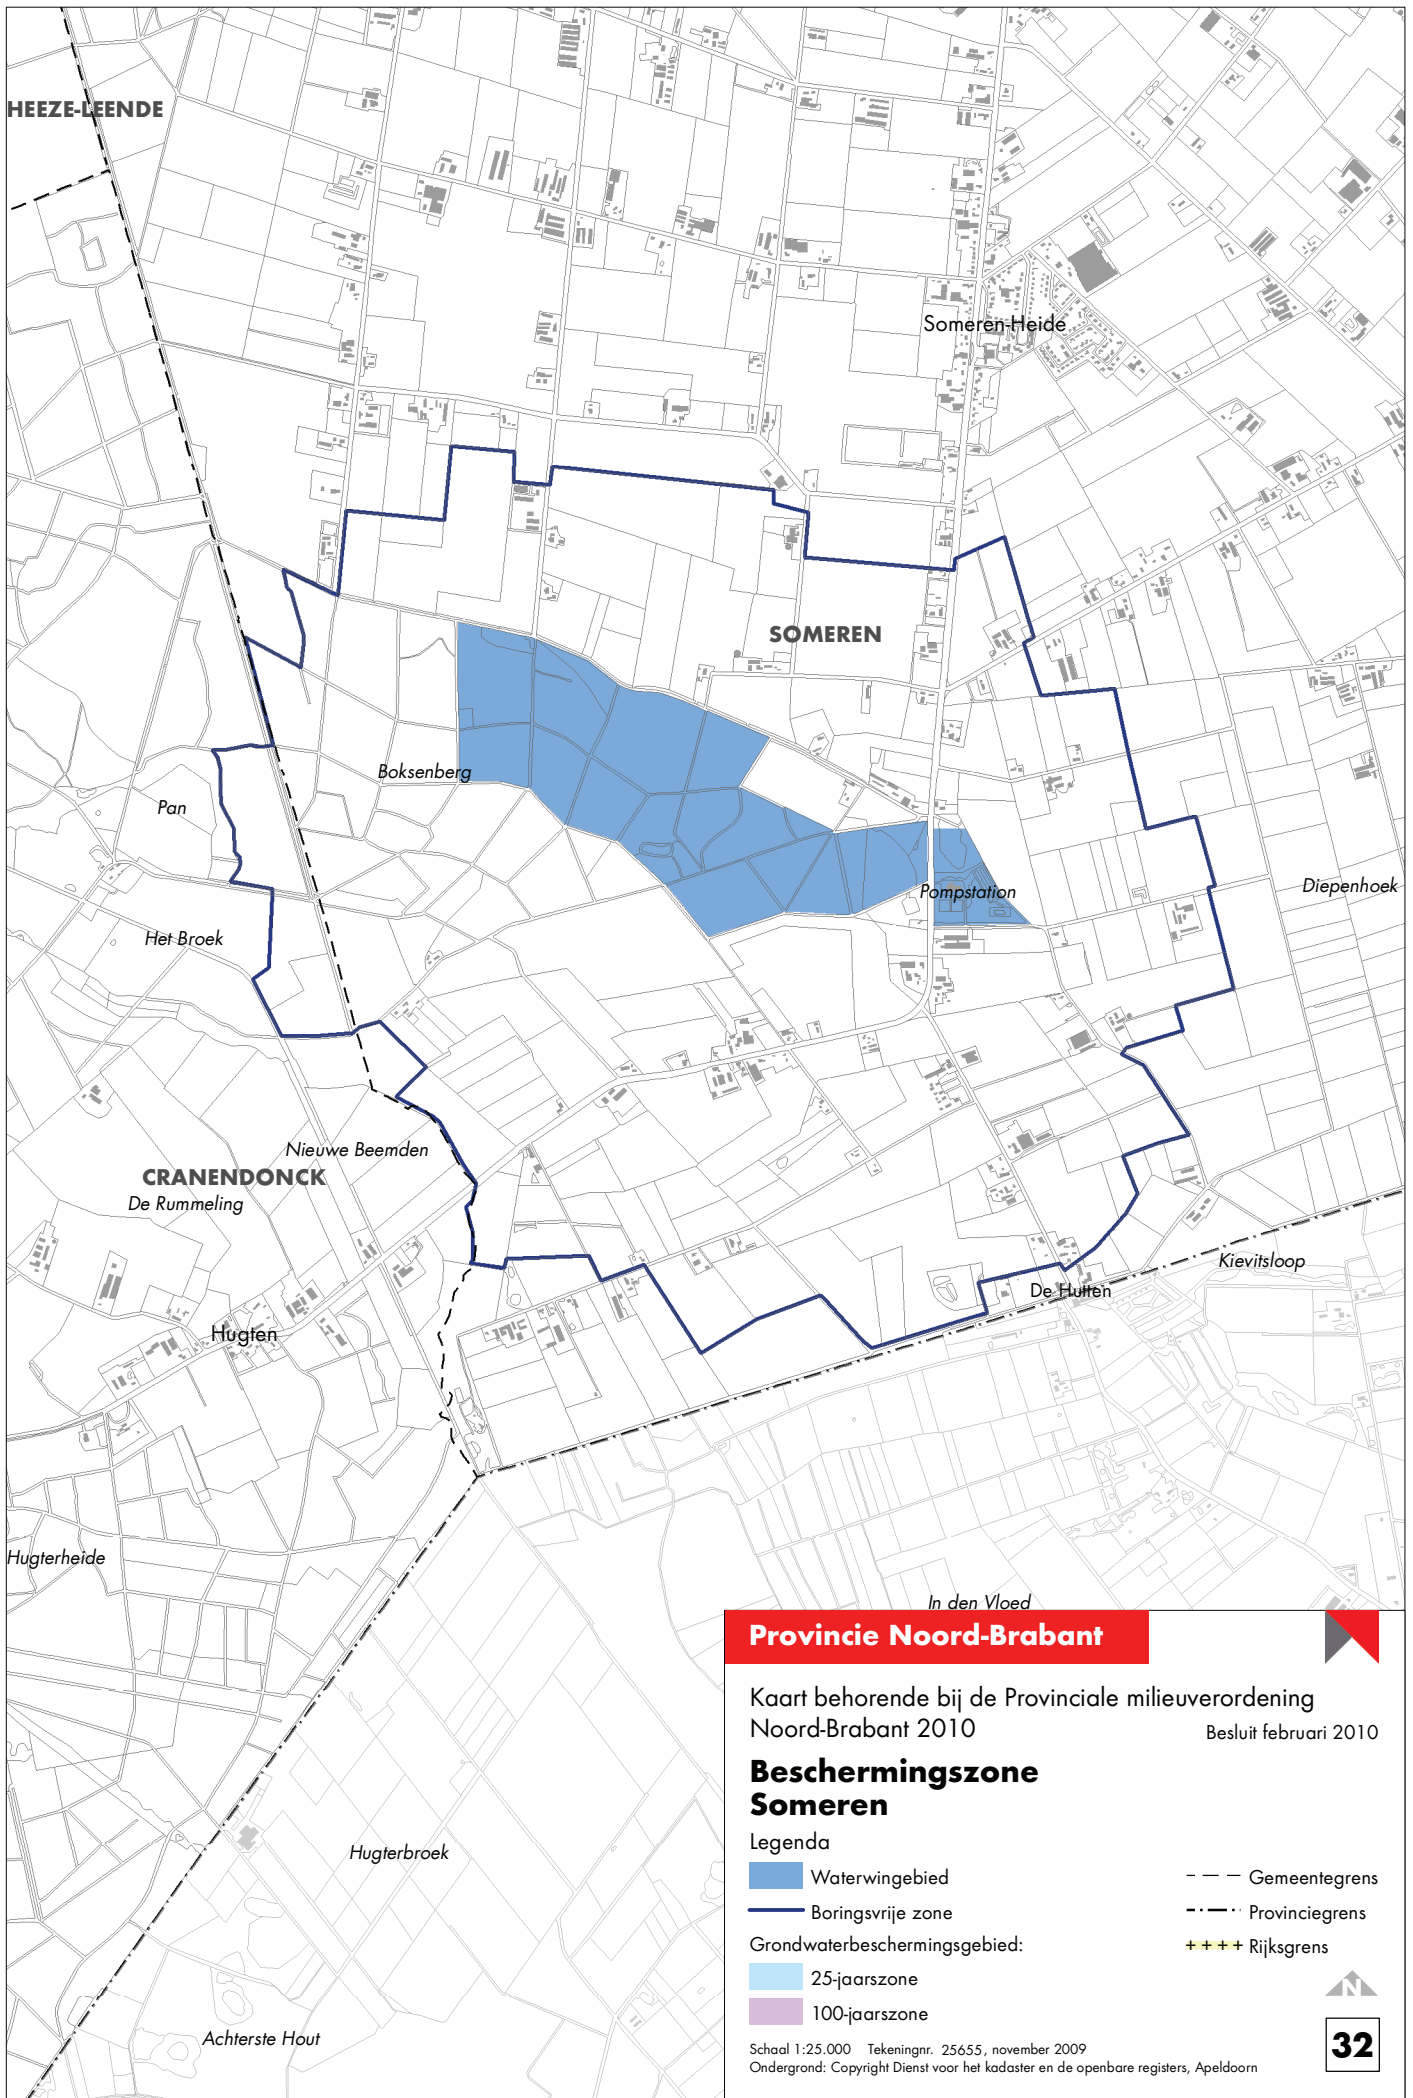 HEEZE-LEENDE
Someren-Heide
SOMEREN
Boksenberg
Pan
Pompstation
Diepenhoek
Het Broek
Nieuwe Beemden
CRANENDONCK
De Rummeling
Kievitsloop
De Hutten
Hugten
Hugterheide
In den Vloed
Hugterbroek
Achterste Hout
Provincie Noord-Brabant
Kaart behorende bij de Provinciale milieuverordening
Noord-Brabant 2010 Besluit februari 2010
Beschermingszone
Someren
Legenda
Waterwingebied Gemeentegrens
Boringsvrije zone Provinciegrens
Grondwaterbeschermingsgebied: Rijksgrens
25-jaarszone
100-jaarszone
N
32
Schaal 1:25.000 Tekeningnr. 25655, november 2009
Ondergrond: Copyright Dienst voor het kadaster en de openbare registers, Apeldoorn